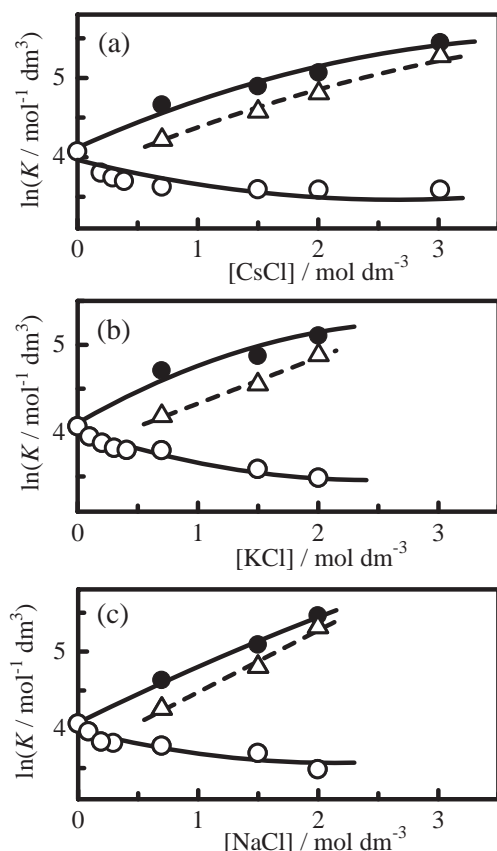 (a)
5
4
ln(K / mol⁻¹ dm³)
0 1 2 3
[CsCl] / mol dm⁻³
(b)
5
4
ln(K / mol⁻¹ dm³)
0 1 2 3
[KCl] / mol dm⁻³
(c)
5
4
ln(K / mol⁻¹ dm³)
0 1 2 3
[NaCl] / mol dm⁻³